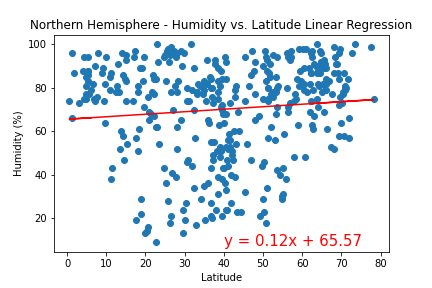 Northern Hemisphere - Humidity vs. Latitude Linear Regression
100
80
60
40
20
Humidity (%)
y = 0.12x + 65.57
0 10 20 30 40 50 60 70 80
Latitude